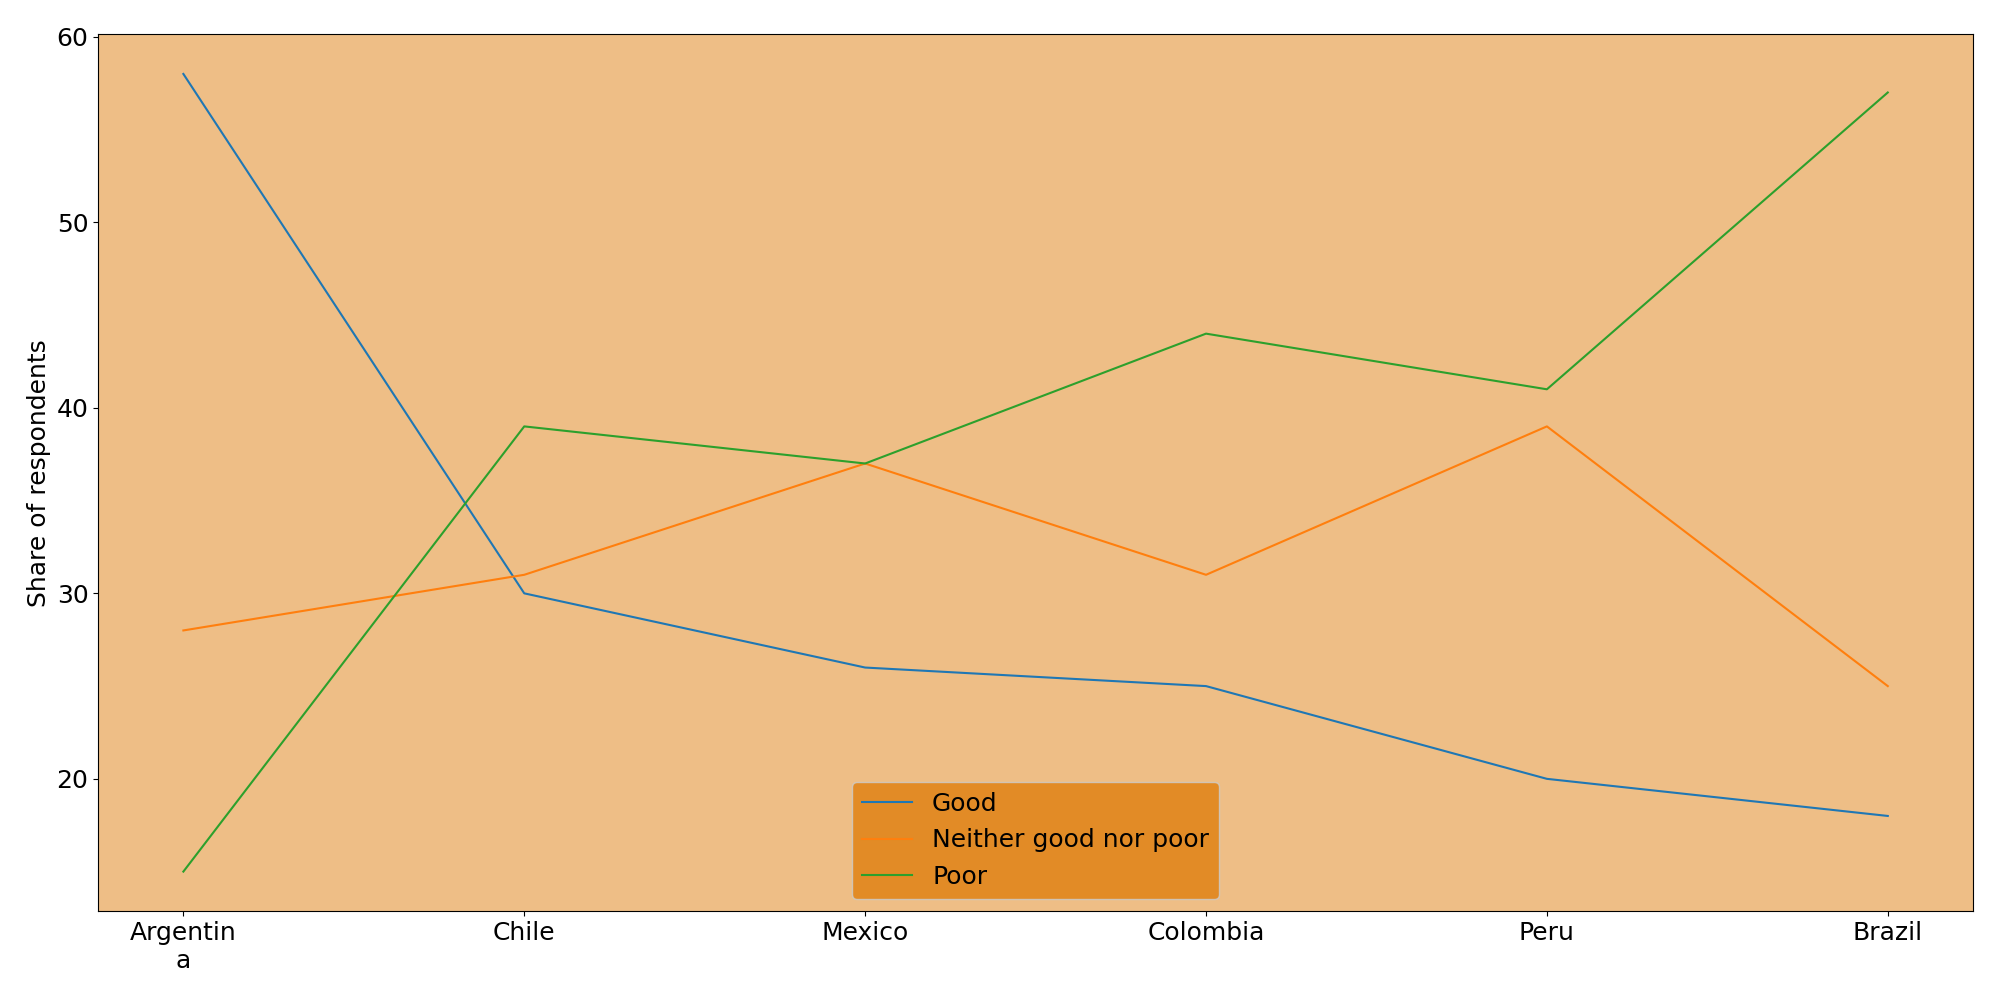 60
50
40
30
20
Share of respondents
Good
Neither good nor poor
Poor
Argentin
a
Chile
Mexico
Colombia
Peru
Brazil